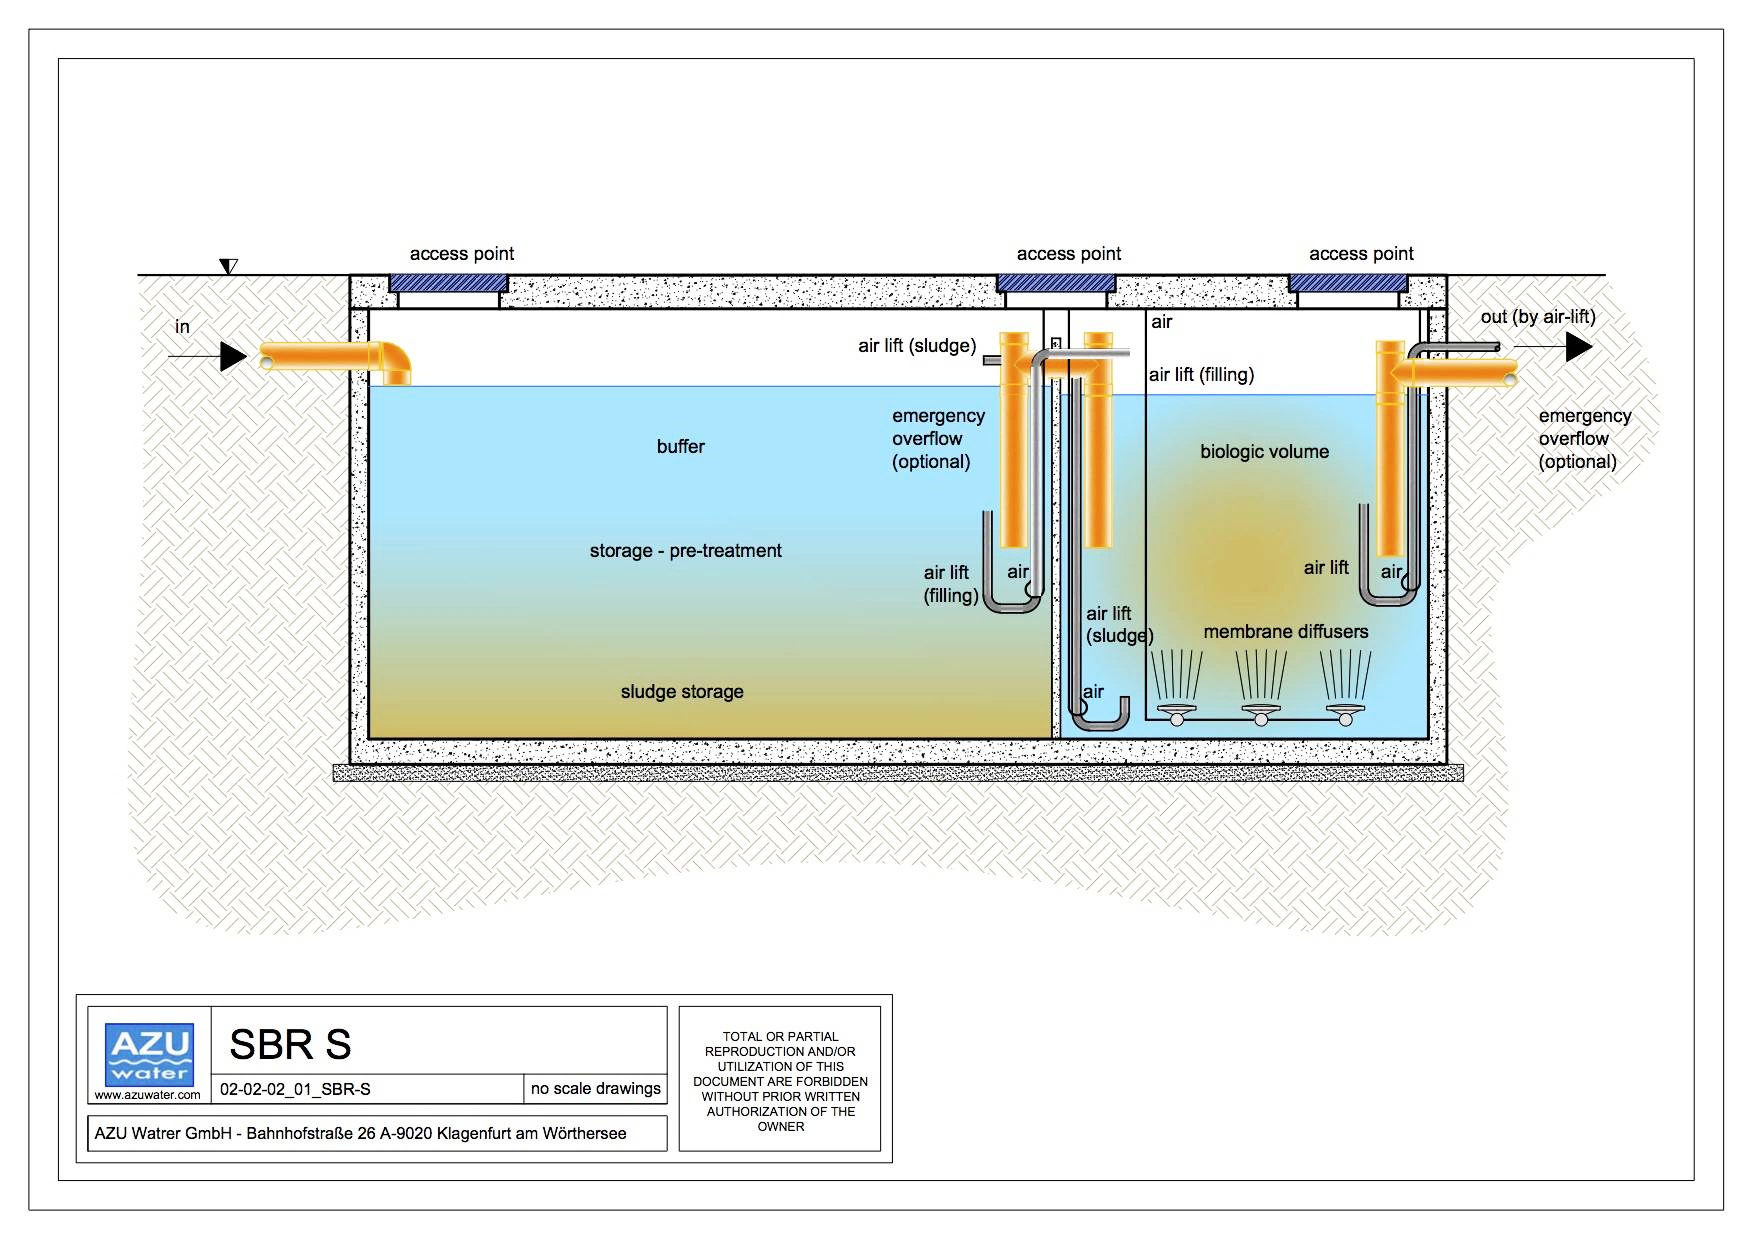 access point
access point
access point
in
air
out (by air-lift)
air lift (sludge)
air lift (filling)
emergency
overflow
(optional)
emergency
overflow
(optional)
buffer
biologic volume
storage - pre-treatment
air lift
(filling)
air
air lift
air
air lift
(sludge)
membrane diffusers
sludge storage
air
AZU
water
www.azuwater.com
SBR S
02-02-02_01_SBR-S
no scale drawings
AZU Watrer GmbH - Bahnhofstraße 26 A-9020 Klagenfurt am Wörthersee
TOTAL OR PARTIAL
REPRODUCTION AND/OR
UTILIZATION OF THIS
DOCUMENT ARE FORBIDDEN
WITHOUT PRIOR WRITTEN
AUTHORIZATION OF THE
OWNER